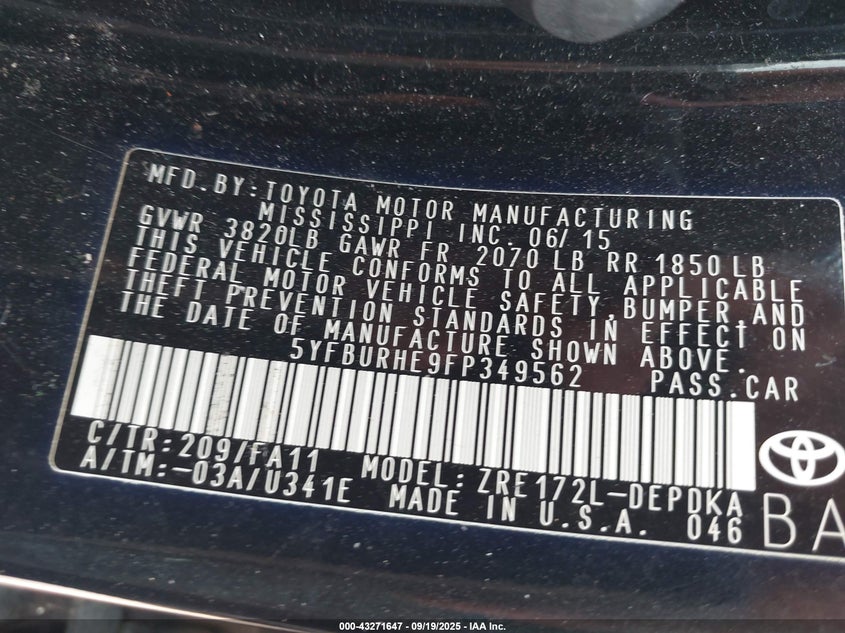 MFD.BY:TOYOTA MOTOR MANUFACTURING
MISSISSIPPI INC. 06/15
GVWR 3820LB GAWR FR 2070 LB RR 1850 LB
THIS VEHICLE CONFORMS TO ALL APPLICABLE
FEDERAL MOTOR VEHICLE SAFETY,BUMPER AND
THEFT PREVENTION STANDARDS IN EFFECT ON
THE DATE OF MANUFACTURE SHOWN ABOVE.
5YFBURHE9FP349562 PASS.CAR
C/TR:209/FA11 MODEL:ZRE172L-DEPDKA
A/TM:-03A/U341E MADE IN U.S.A. 046
BA
000-43271647 - 09/19/2025 - IAA Inc.